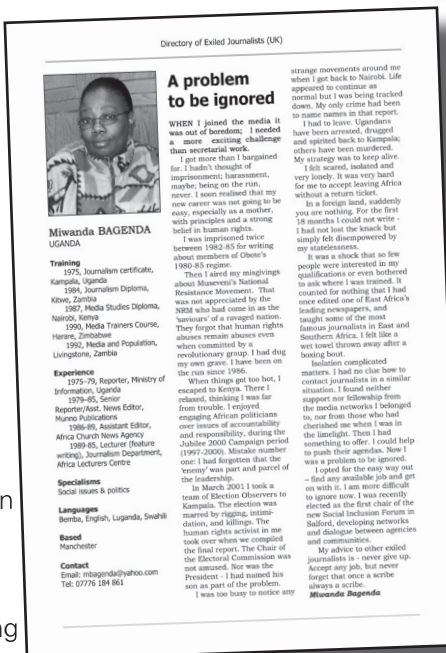 Directory of Exiled Journalists (UK)
Miwanda BAGENDA
UGANDA
Training
1975, Journalism certificate,
Kampala, Uganda
1984, Journalism Diploma,
Kitwe, Zambia
1987, Media Studies Diploma,
Nairobi, Kenya
1990, Media Trainers Course,
Harare, Zimbabwe
1992, Media and Population,
Livingstone, Zambia
Experience
1975-79, Reporter, Ministry of
Information, Uganda
1979-85, Senior
Reporter/Asst. News Editor,
Munno Publications
1986-89, Assistant Editor,
Africa Church News Agency
1989-85, Lecturer (feature
writing), Journalism Department,
Africa Lecturers Centre
Specialisms
Social issues & politics
Languages
Bemba, English, Luganda, Swahili
Based
Manchester
Contact
Email: mbagenda@yahoo.com
Tel: 07776 184 861
A problem
to be ignored
WHEN I joined the media it
was out of boredom; I needed
a more exciting challenge
than secretarial work.
I got more than I bargained
for. I hadn't thought of
imprisonment; harassment,
maybe; being on the run,
never. I soon realised that my
new career was not going to be
easy, especially as a mother,
with principles and a strong
belief in human rights.
I was imprisoned twice
between 1982-85 for writing
about members of Obote's
1980-85 regime.
Then I aired my misgivings
about Museveni's National
Resistance Movement. That
was not appreciated by the
NRM who had come in as the
'saviours' of a ravaged nation.
They forgot that human rights
abuses remain abuses even
when committed by a
revolutionary group. I had dug
my own grave. I have been on
the run since 1986.
When things got too hot, I
escaped to Kenya. There I
relaxed, thinking I was far
from trouble. I enjoyed
engaging African politicians
over issues of accountability
and responsibility, during the
Jubilee 2000 Campaign period
(1997-2000). Mistake number
one: I had forgotten that the
'enemy' was part and parcel of
the leadership.
In March 2001 I took a
team of Election Observers to
Kampala. The election was
marred by rigging, intimi-
dation, and killings. The
human rights activist in me
took over when we compiled
the final report. The Chair of
the Electoral Commission was
not amused. Nor was the
President - I had named his
son as part of the problem.
I was too busy to notice any
strange movements around me
when I got back to Nairobi. Life
appeared to continue as
normal but I was being tracked
down. My only crime had been
to name names in that report.
I had to leave. Ugandans
have been arrested, drugged
and spirited back to Kampala;
others have been murdered.
My strategy was to keep alive.
I felt scared, isolated and
very lonely. It was very hard
for me to accept leaving Africa
without a return ticket.
In a foreign land, suddenly
you are nothing. For the first
18 months I could not write -
I had not lost the knack but
simply felt disempowered by
my statelessness.
It was a shock that so few
people were interested in my
qualifications or even bothered
to ask where I was trained. It
counted for nothing that I had
once edited one of East Africa's
leading newspapers, and
taught some of the most
famous journalists in East and
Southern Africa. I felt like a
wet towel thrown away after a
boxing bout.
Isolation complicated
matters. I had no clue how to
contact journalists in a similar
situation. I found neither
support nor fellowship from
the media networks I belonged
to, nor from those who had
cherished me when I was in
the limelight. Then I had
something to offer. I could help
to push their agendas. Now I
was a problem to be ignored.
I opted for the easy way out
– find any available job and get
on with it. I am more difficult
to ignore now. I was recently
elected as the first chair of the
new Social Inclusion Forum in
Salford, developing networks
and dialogue between agencies
and communities.
My advice to other exiled
journalists is - never give up.
Accept any job, but never
forget that once a scribe
always a scribe.
Miwanda Bagenda